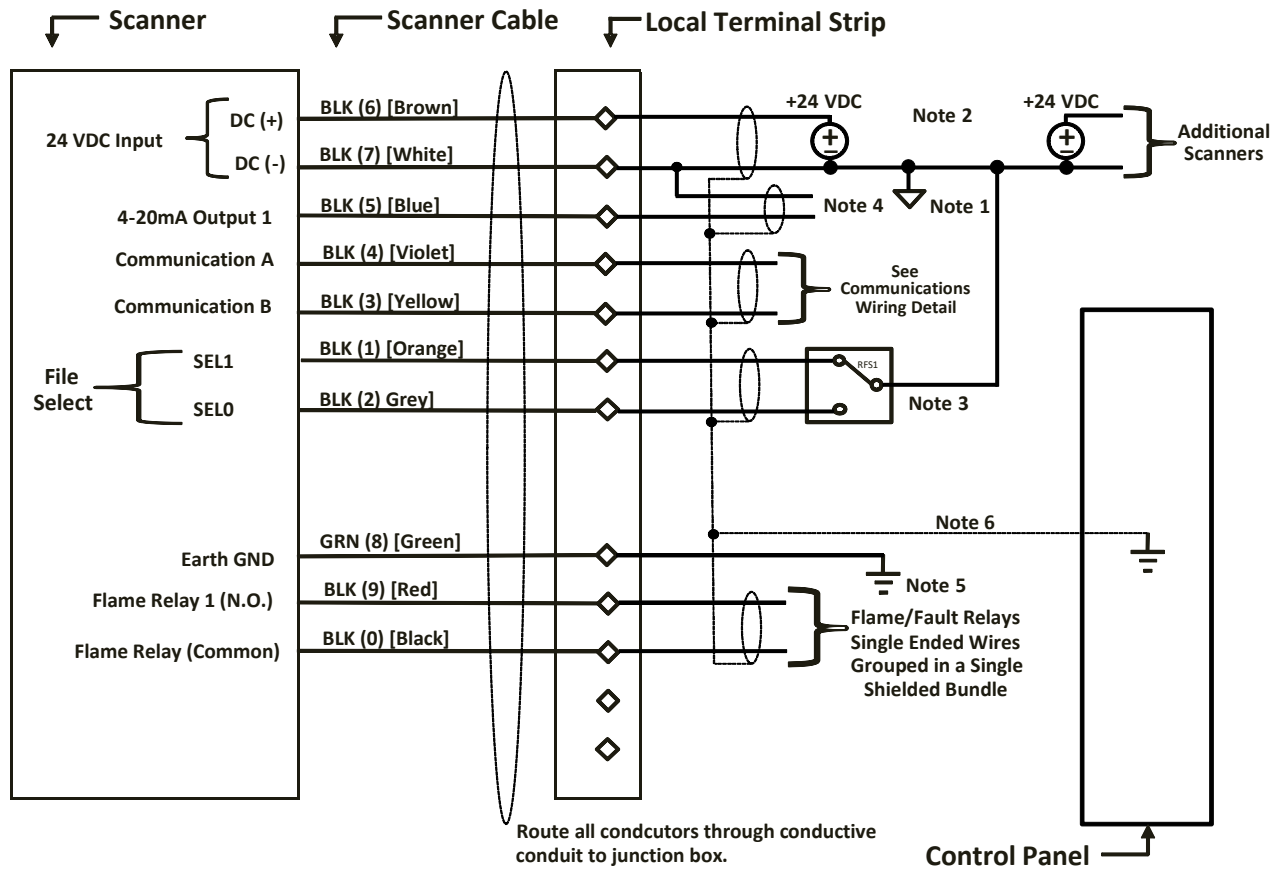 Scanner
Scanner Cable
Local Terminal Strip
BLK (6) [Brown]
+24 VDC
+24 VDC
Note 2
24 VDC Input
DC (+)
Additional
Scanners
BLK (7) [White]
DC (-)
BLK (5) [Blue]
4-20mA Output 1
Note 4
Note 1
BLK (4) [Violet]
Communication A
See
Communications
Wiring Detail
BLK (3) [Yellow]
Communication B
BLK (1) [Orange]
SEL1
RFS1
File
Select
BLK (2) Grey]
SEL0
Note 3
Note 6
GRN (8) [Green]
Earth GND
Note 5
BLK (9) [Red]
Flame Relay 1 (N.O.)
Flame/Fault Relays
Single Ended Wires
Grouped in a Single
Shielded Bundle
BLK (0) [Black]
Flame Relay (Common)
Route all condcutors through conductive
conduit to junction box.
Control Panel